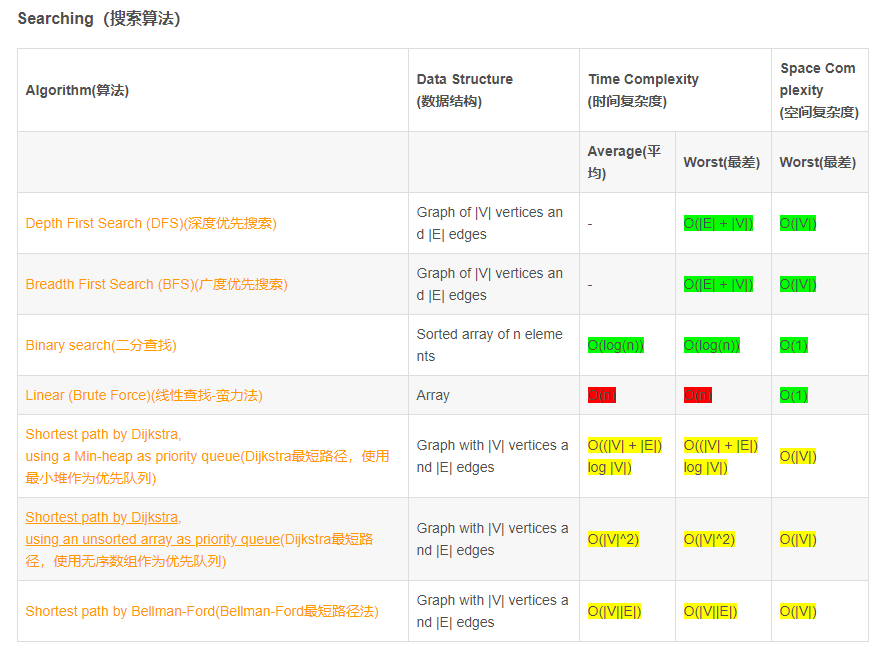 Searching（搜索算法）
Algorithm(算法)
Data Structure
(数据结构)
Time Complexity
(时间复杂度)
Space Com
plexity
(空间复杂度)
Average(平
均)
Worst(最差)
Worst(最差)
Depth First Search (DFS)(深度优先搜索)
Graph of |V| vertices an
d |E| edges
-
O(|E| + |V|)
O(|V|)
Breadth First Search (BFS)(广度优先搜索)
Graph of |V| vertices an
d |E| edges
-
O(|E| + |V|)
O(|V|)
Binary search(二分查找)
Sorted array of n eleme
nts
O(log(n))
O(log(n))
O(1)
Linear (Brute Force)(线性查找-蛮力法)
Array
O(n)
O(n)
O(1)
Shortest path by Dijkstra,
using a Min-heap as priority queue(Dijkstra最短路径，使用
最小堆作为优先队列)
Graph with |V| vertices a
nd |E| edges
O((|V| + |E|)
log |V|)
O((|V| + |E|)
log |V|)
O(|V|)
Shortest path by Dijkstra,
using an unsorted array as priority queue(Dijkstra最短路
径，使用无序数组作为优先队列)
Graph with |V| vertices a
nd |E| edges
O(|V|^2)
O(|V|^2)
O(|V|)
Shortest path by Bellman-Ford(Bellman-Ford最短路径法)
Graph with |V| vertices a
nd |E| edges
O(|V||E|)
O(|V||E|)
O(|V|)